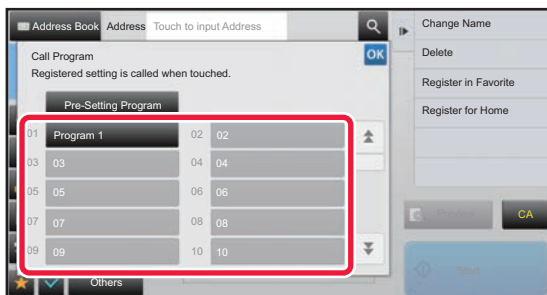 Address Book Address Touch to input Address
Call Program
OK
Registered setting is called when touched.
Pre-Setting Program
01 Program 1 02 02
03 03 04 04
05 05 06 06
07 07 08 08
09 09 10 10
Others
Change Name
Delete
Register in Favorite
Register for Home
Preview CA
Start